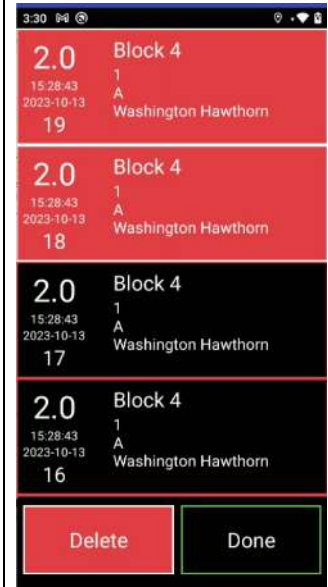 3:30
2.0 Block 4
15:28:43 1
2023-10-13 A
19 Washington Hawthorn
2.0 Block 4
15:28:43 1
2023-10-13 A
18 Washington Hawthorn
2.0 Block 4
15:28:43 1
2023-10-13 A
17 Washington Hawthorn
2.0 Block 4
15:28:43 1
2023-10-13 A
16 Washington Hawthorn
Delete Done